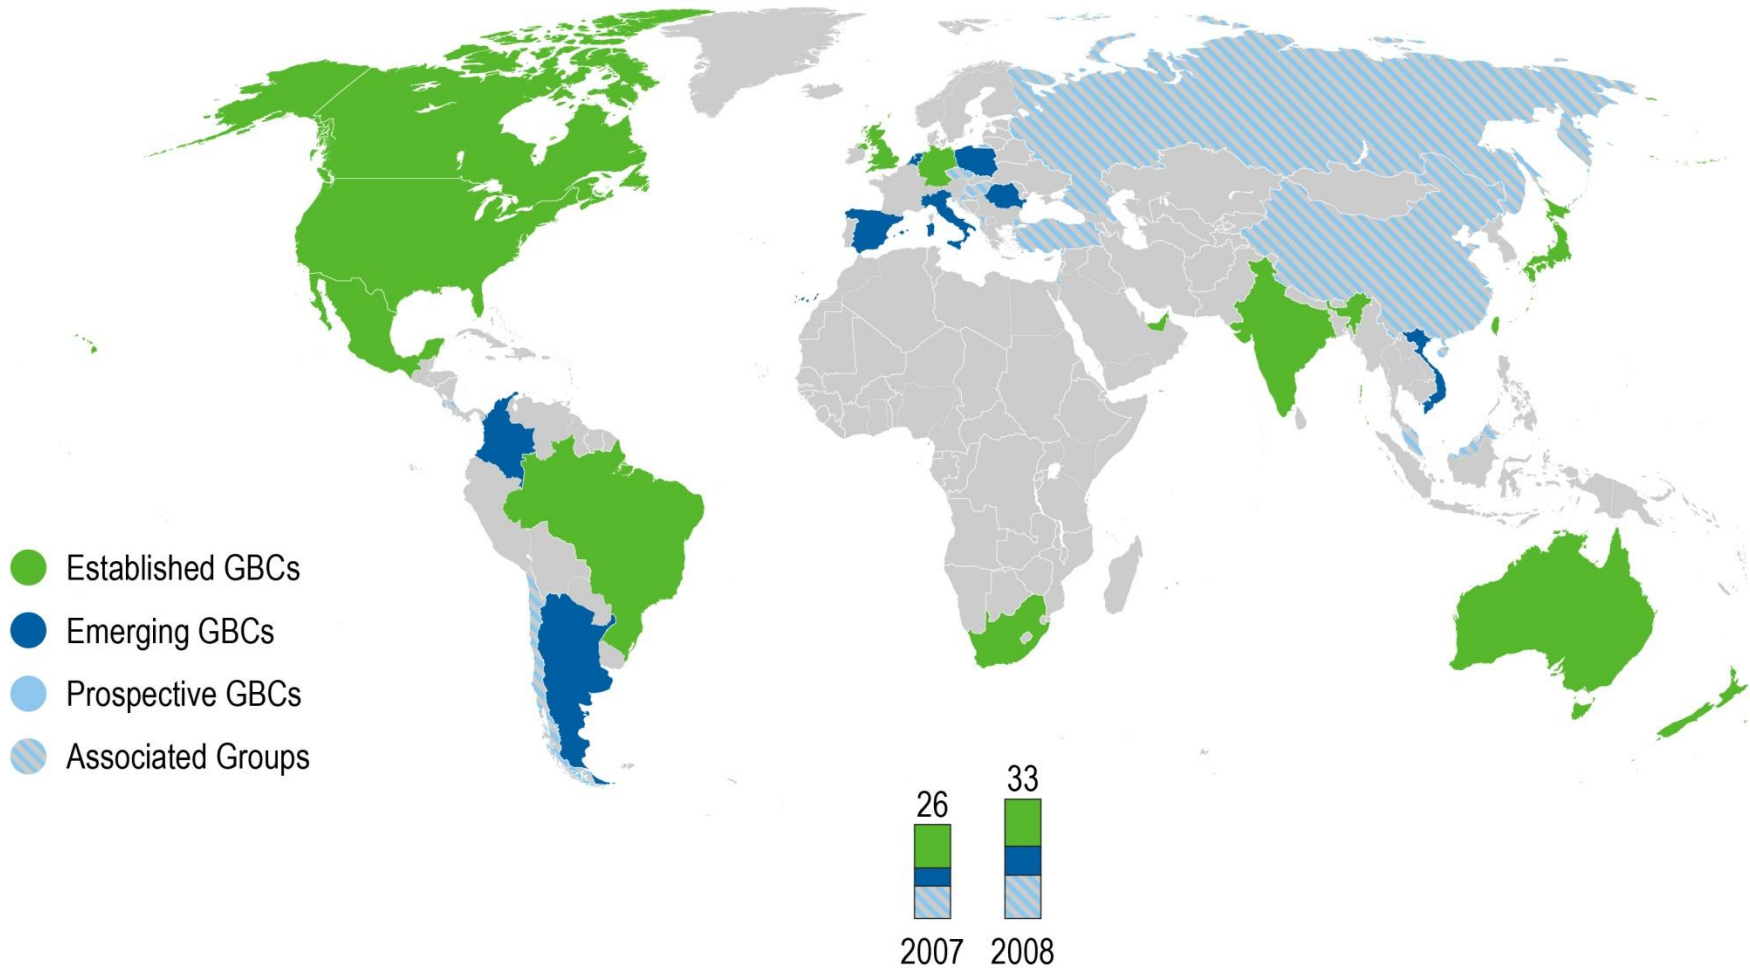 Established GBCs
Emerging GBCs
Prospective GBCs
Associated Groups
26
33
2007
2008